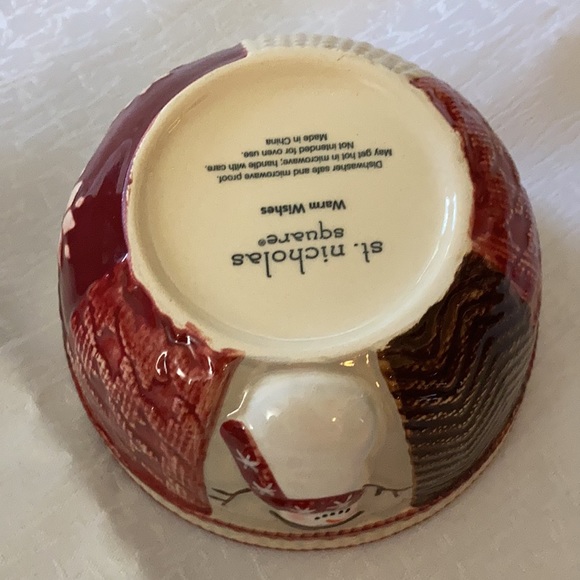 st. nicholas
square®
Warm Wishes
Dishwasher safe and microwave proof.
May get hot in microwave; handle with care.
Not intended for oven use.
Made in China